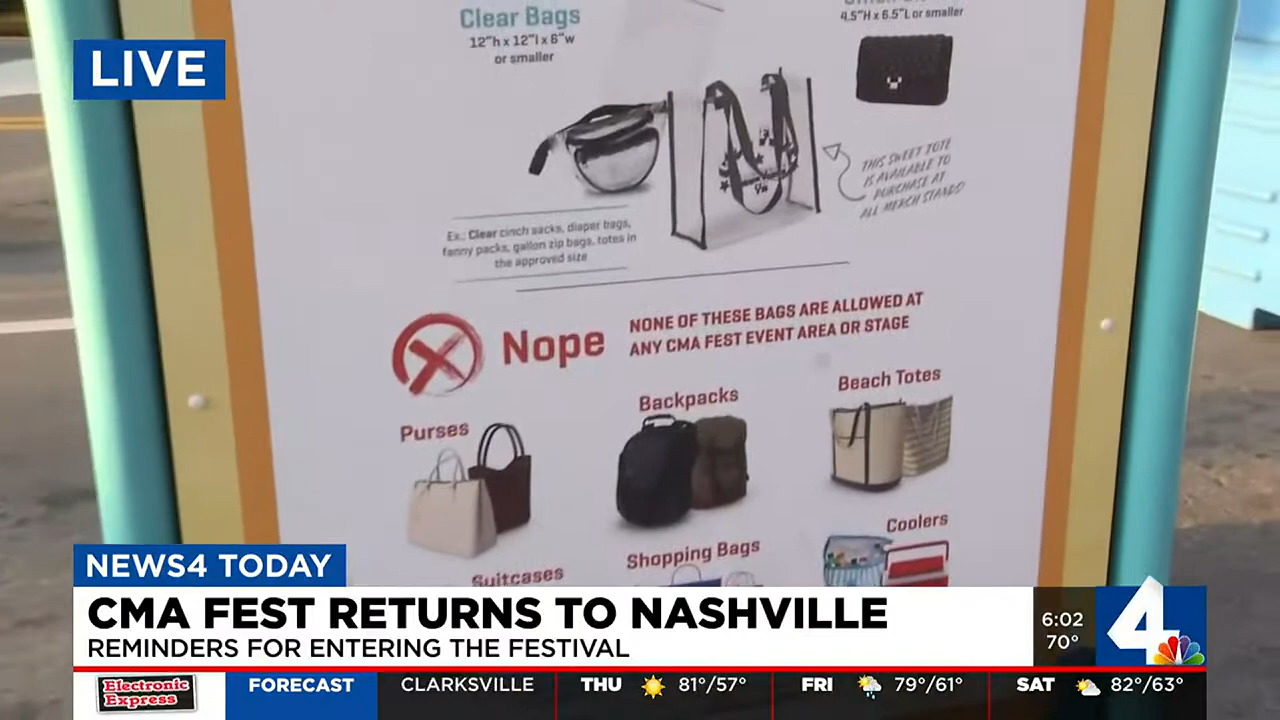 LIVE
Clear Bags
12"h x 12"l x 6"w
or smaller
4.5"H x 6.5"L or smaller
THIS SWEET TOTE
IS AVAILABLE TO
PURCHASE AT
ALL MERCH STANDS!
Ex.: Clear cinch sacks, diaper bags,
fanny packs, gallon zip bags, totes in
the approved size
Nope
NONE OF THESE BAGS ARE ALLOWED AT
ANY CMA FEST EVENT AREA OR STAGE
Purses
Backpacks
Beach Totes
Suitcases
Shopping Bags
Coolers
NEWS4 TODAY
CMA FEST RETURNS TO NASHVILLE
REMINDERS FOR ENTERING THE FESTIVAL
6:02
70°
4
Electronic
Express
FORECAST
CLARKSVILLE
THU 81°/57°
FRI 79°/61°
SAT 82°/63°